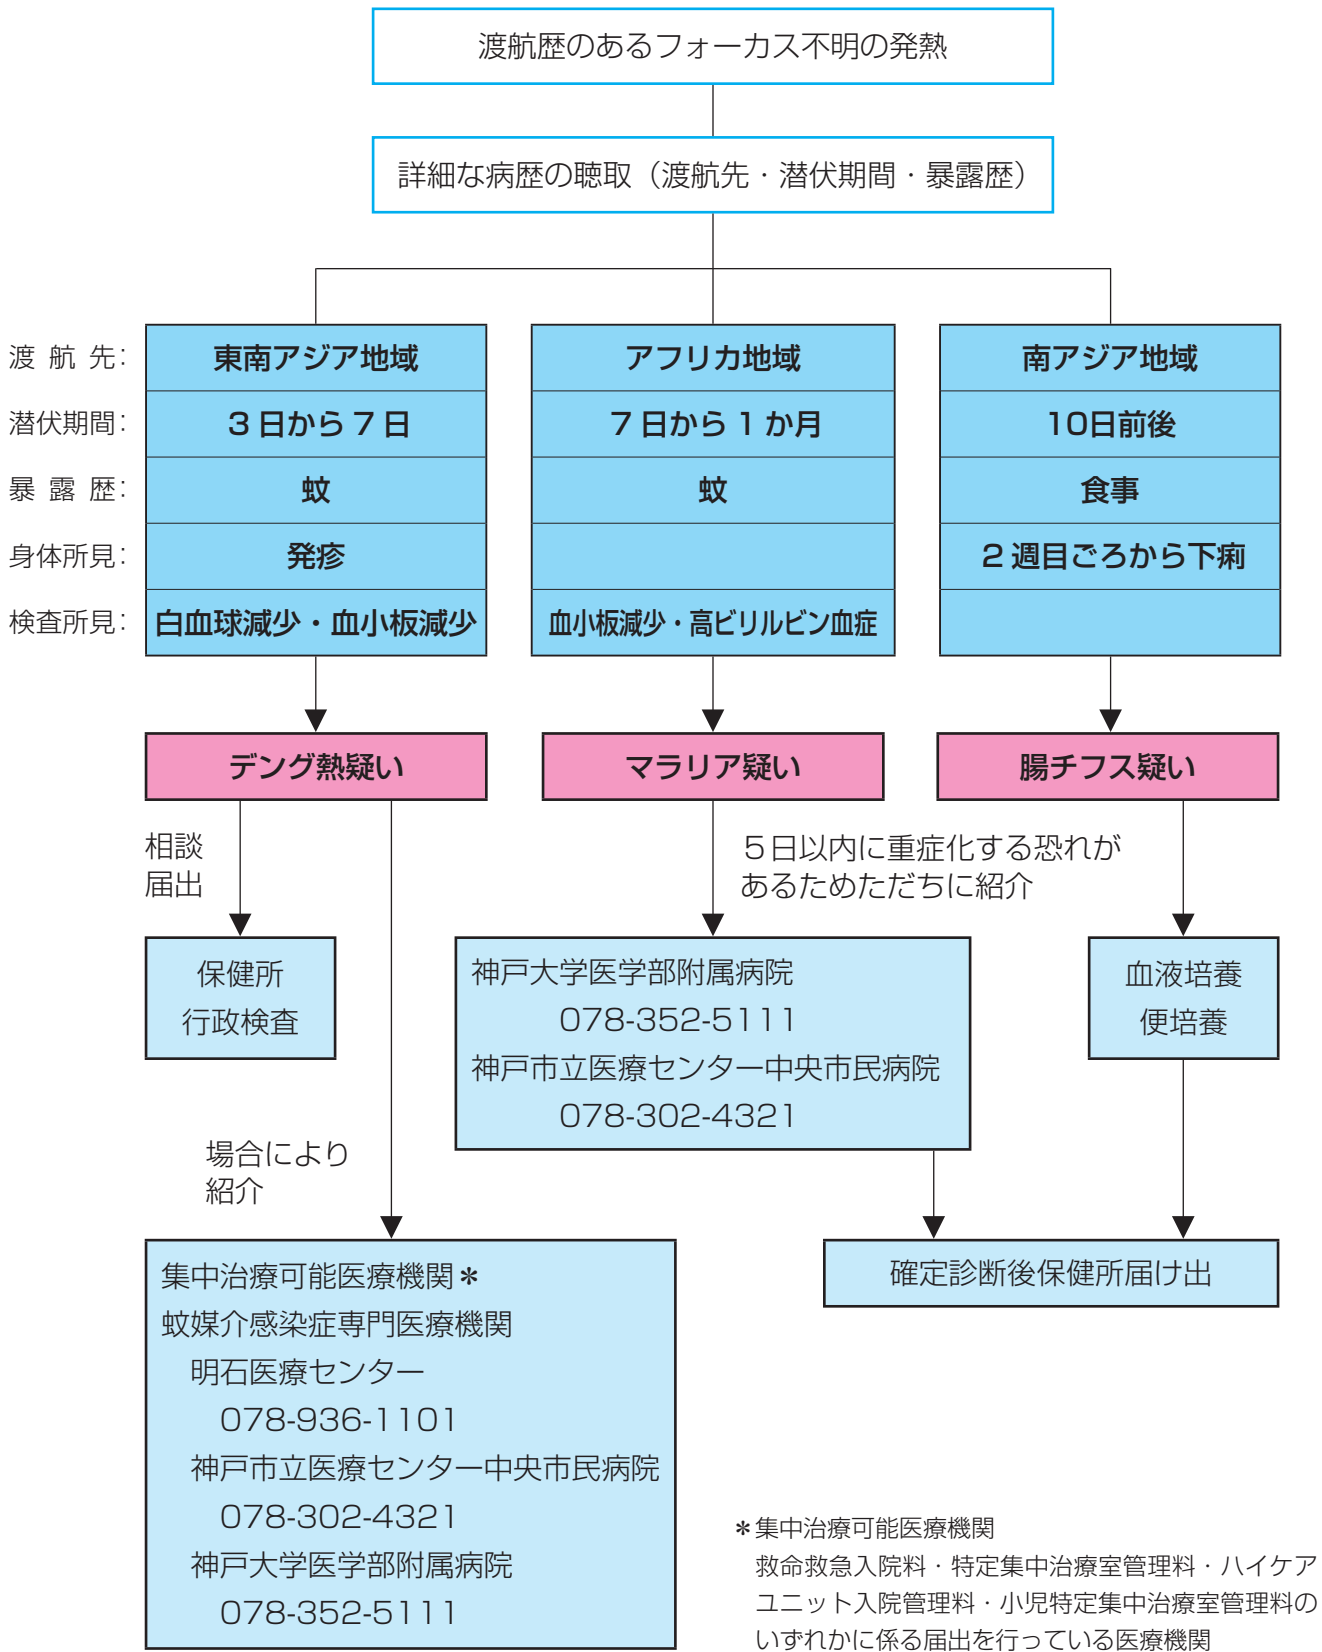 渡航歴のあるフォーカス不明の発熱
詳細な病歴の聴取（渡航先・潜伏期間・暴露歴）
渡航先： 東南アジア地域 アフリカ地域 南アジア地域
潜伏期間： 3日から7日 7日から1か月 10日前後
暴露歴： 蚊 蚊 食事
身体所見： 発疹 2週目ごろから下痢
検査所見： 白血球減少・血小板減少 血小板減少・高ビリルビン血症
デング熱疑い マラリア疑い 腸チフス疑い
相談
届出
5日以内に重症化する恐れが
あるためただちに紹介
保健所
行政検査
神戸大学医学部附属病院
078-352-5111
神戸市立医療センター中央市民病院
078-302-4321
血液培養
便培養
場合により
紹介
集中治療可能医療機関＊
蚊媒介感染症専門医療機関
明石医療センター
078-936-1101
神戸市立医療センター中央市民病院
078-302-4321
神戸大学医学部附属病院
078-352-5111
確定診断後保健所届け出
＊集中治療可能医療機関
救命救急入院料・特定集中治療室管理料・ハイケア
ユニット入院管理料・小児特定集中治療室管理料の
いずれかに係る届出を行っている医療機関